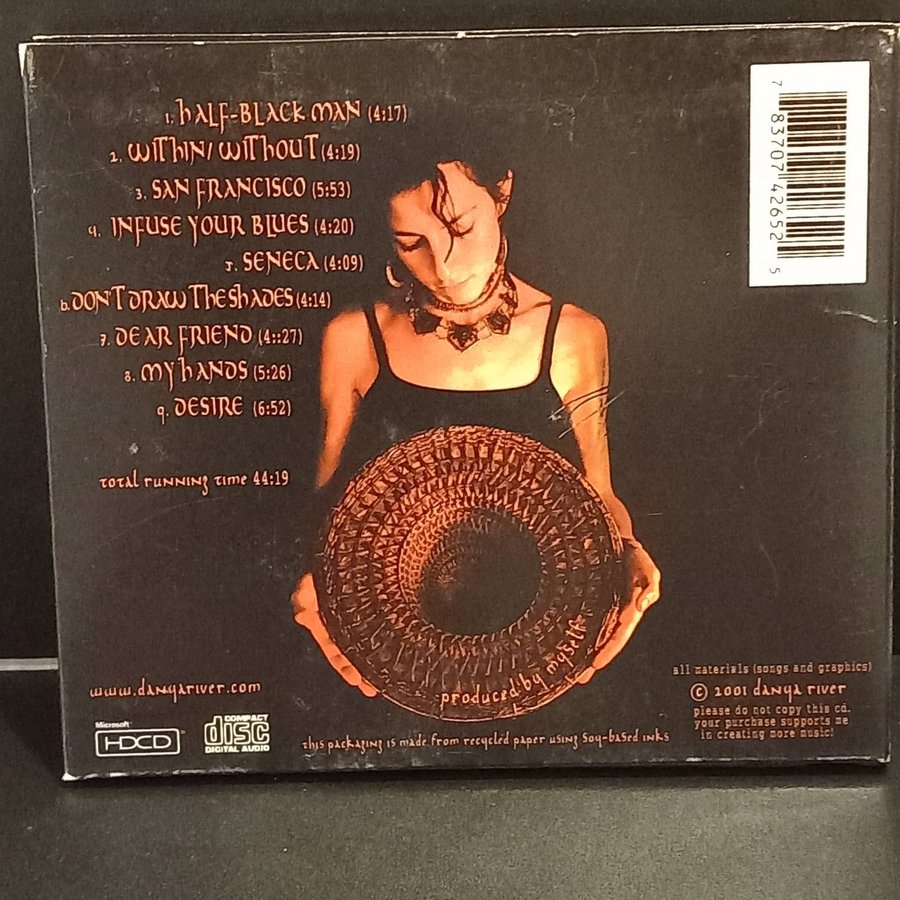 1. HALF-BLACK MAN (4:17)
2. WITHIN/ WITHOUT (4:19)
3. SAN FRANCISCO (5:53)
4. INFUSE YOUR BLUES (4:20)
5. SENECA (4:09)
6. DON'T DRAW THE SHADES (4:14)
7. DEAR FRIEND (4::27)
8. MY HANDS (5:26)
9. DESIRE (6:52)
total running time 44:19
7 83707 42652 5
produced by myself
www.danyariver.com
all materials (songs and graphics)
© 2001 danya river
please do not copy this cd.
your purchase supports me
in creating more music!
Microsoft
HDCD
COMPACT
disc
DIGITAL AUDIO
this packaging is made from recycled paper using soy-based inks